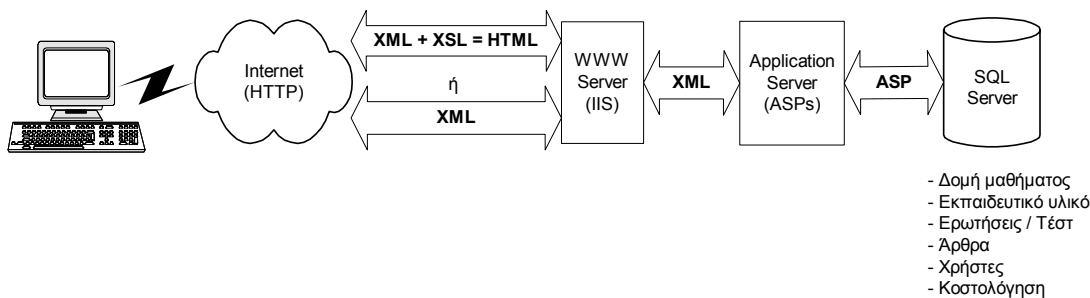 Internet
(HTTP)
XML + XSL = HTML
ή
XML
WWW
Server
(IIS)
XML
Application
Server
(ASPs)
ASP
SQL
Server
- Δομή μαθήματος
- Εκπαιδευτικό υλικό
- Ερωτήσεις / Τέστ
- Άρθρα
- Χρήστες
- Κοστολόγηση